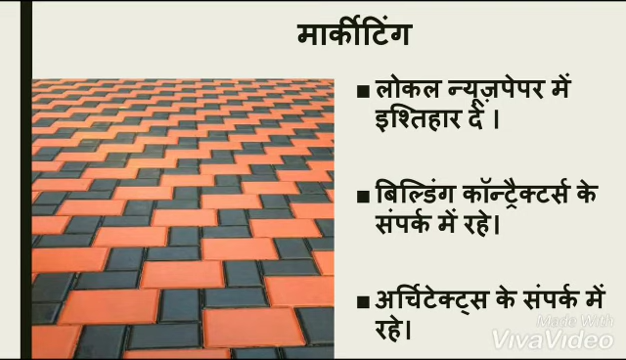 मार्कीटिंग
■ लोकल न्यूज़पेपर में
इश्तिहार दें ।
■ बिल्डिंग कॉन्ट्रैक्टर्स के
संपर्क में रहे।
■ अर्चिटेक्ट्स के संपर्क में
रहे।
Made With
VivaVideo